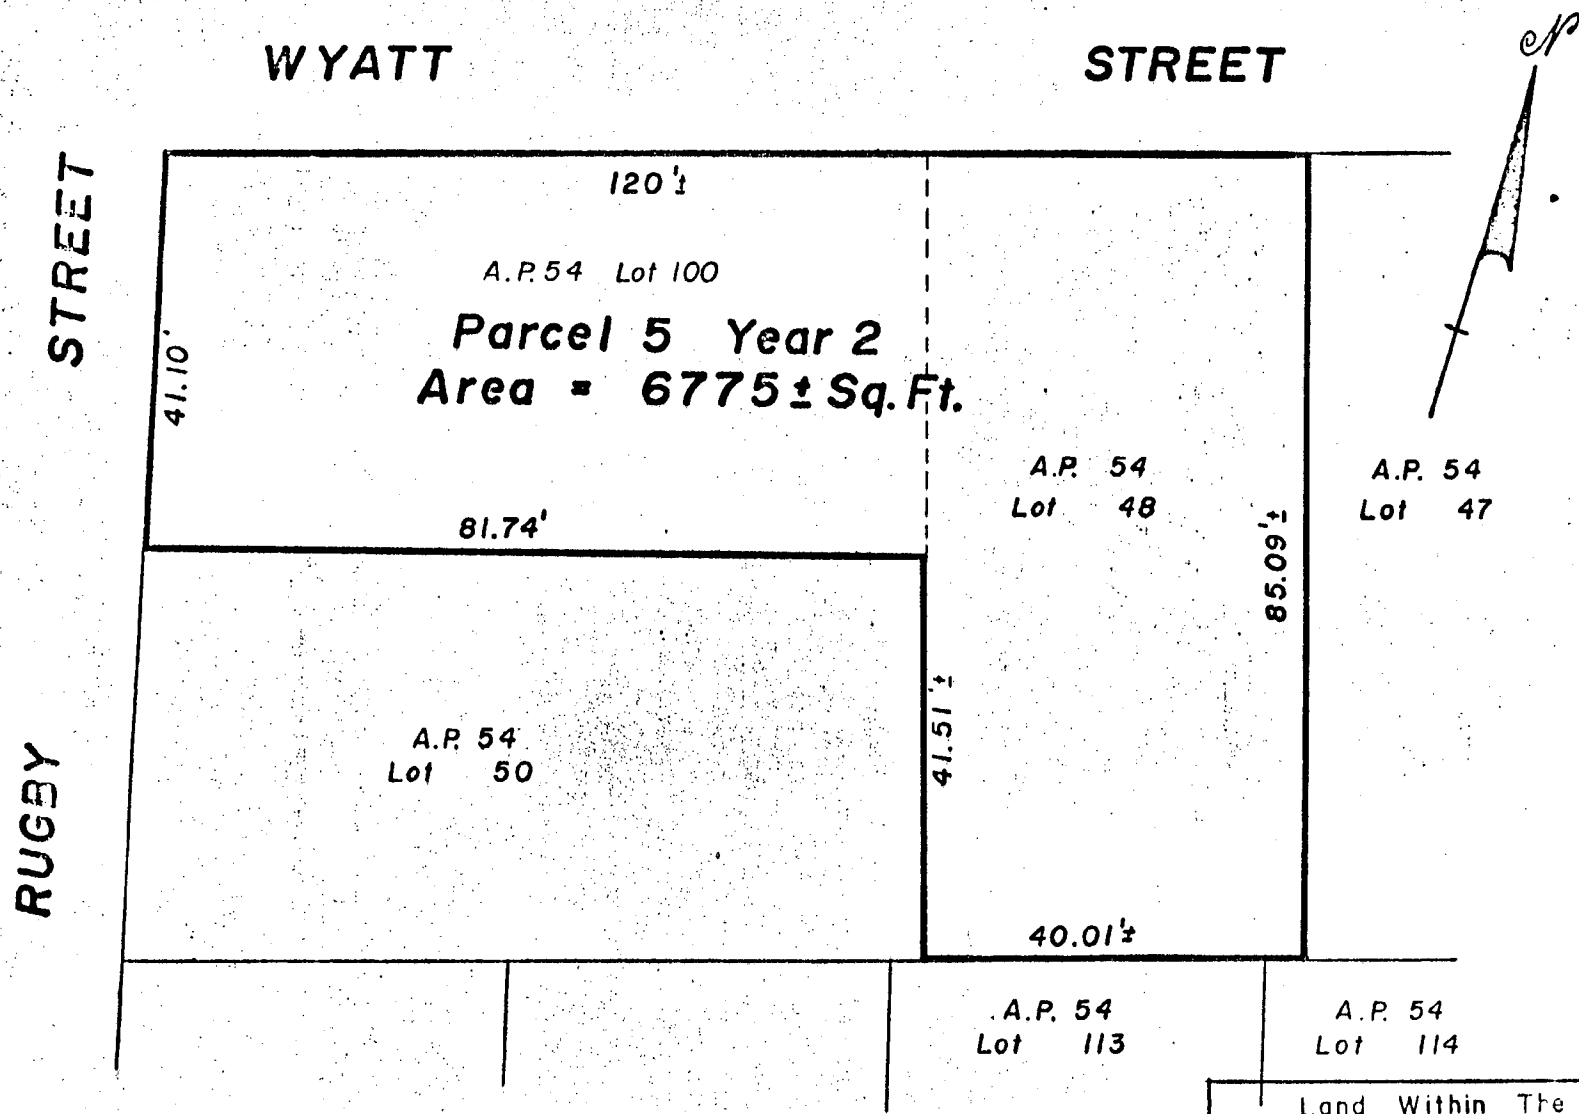 N
WYATT STREET
STREET
120'±
A.P. 54 Lot 100
Parcel 5 Year 2
Area = 6775± Sq. Ft.
41.10'
A.P. 54
Lot 48
A.P. 54
Lot 47
81.74'
85.09'±
41.51'±
A.P. 54
Lot 50
RUGBY
40.01'±
A.P. 54
Lot 113
A.P. 54
Lot 114
Land Within The